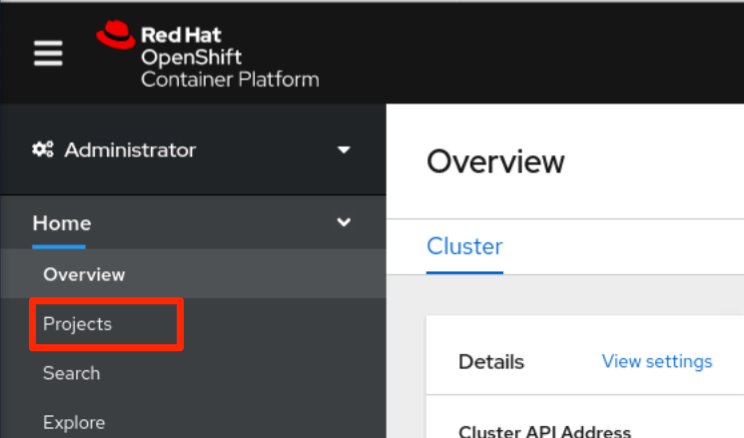 Red Hat
OpenShift
Container Platform
Administrator
Home
Overview
Projects
Search
Explore
Overview
Cluster
Details
View settings
Cluster API Address